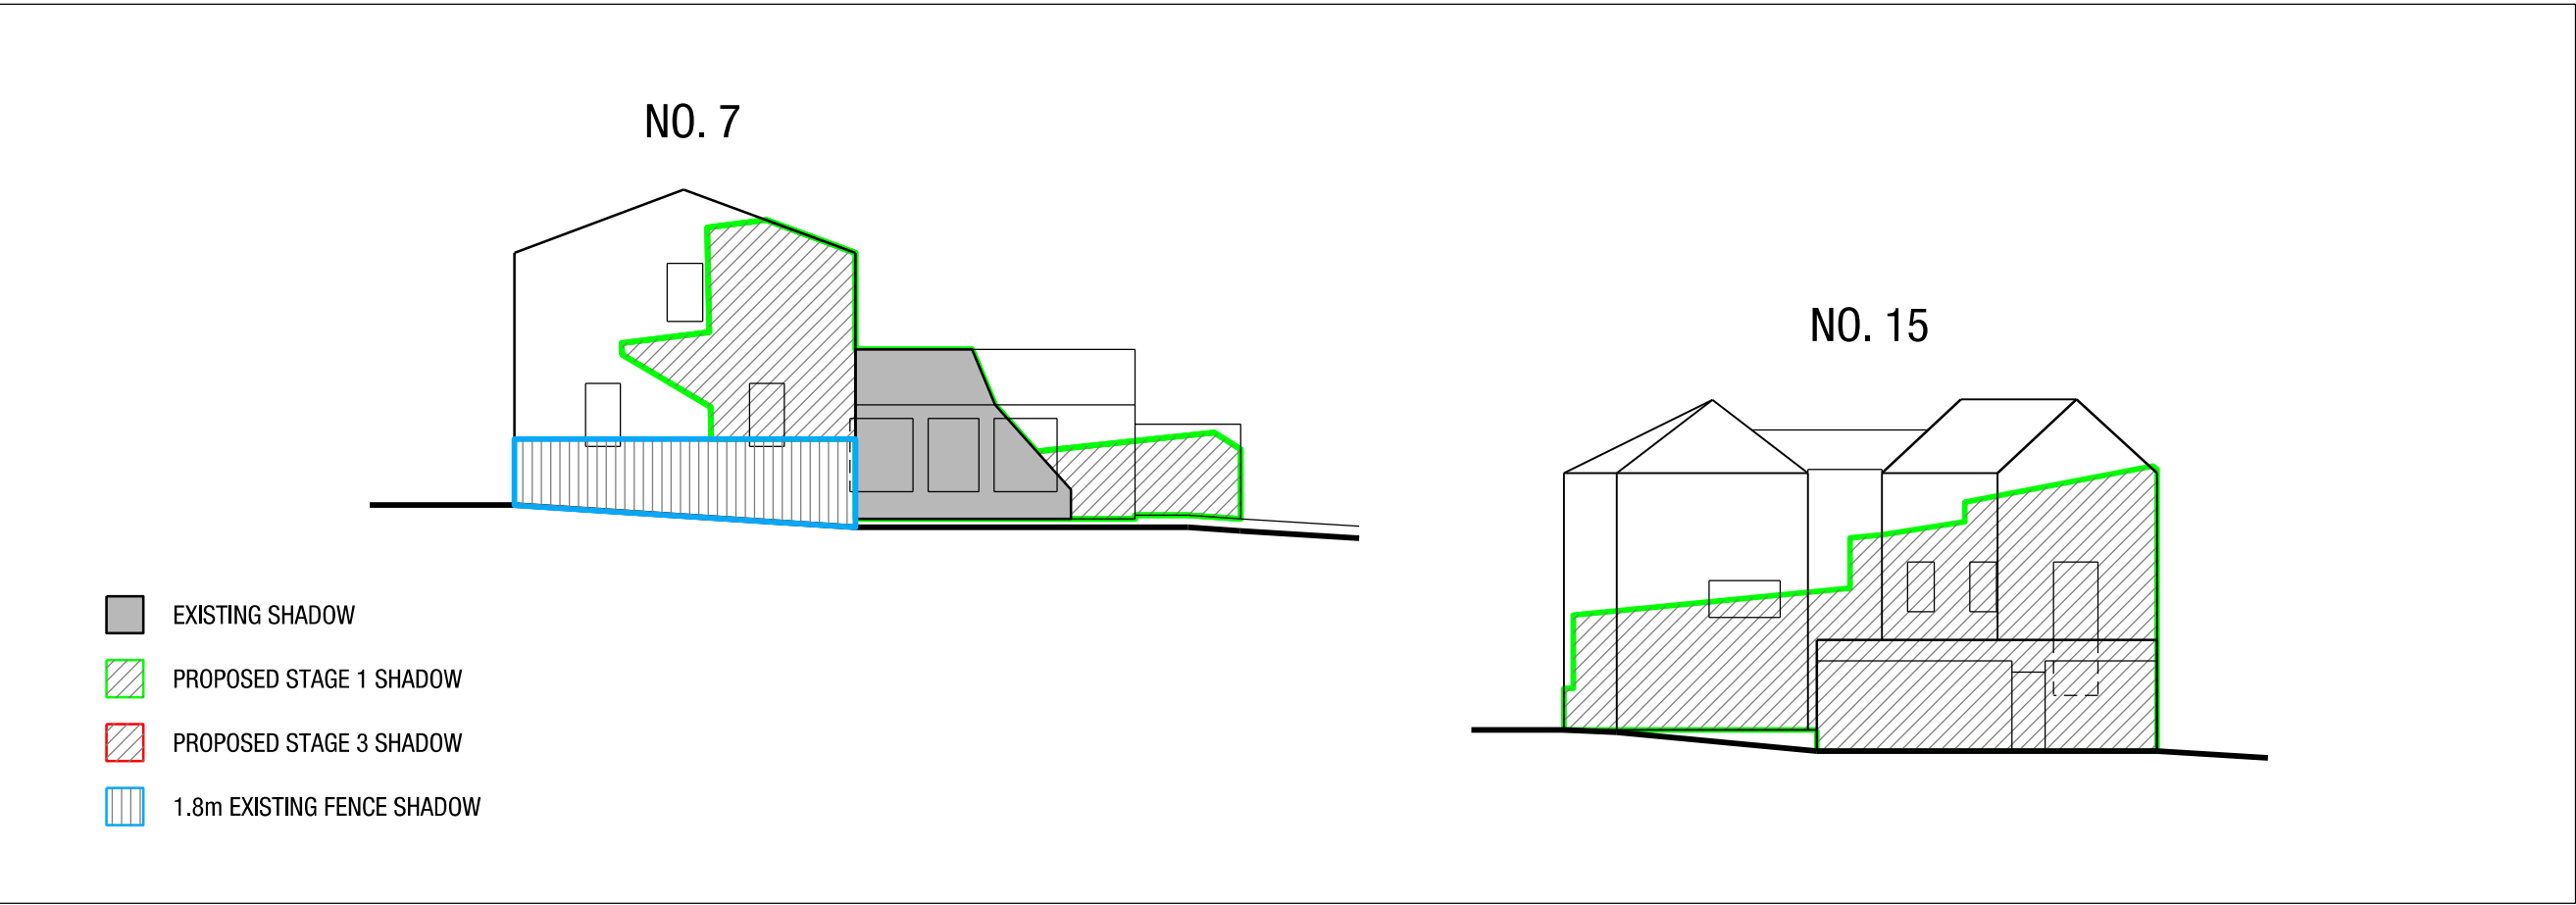 NO. 7
NO. 15
EXISTING SHADOW
PROPOSED STAGE 1 SHADOW
PROPOSED STAGE 3 SHADOW
1.8m EXISTING FENCE SHADOW